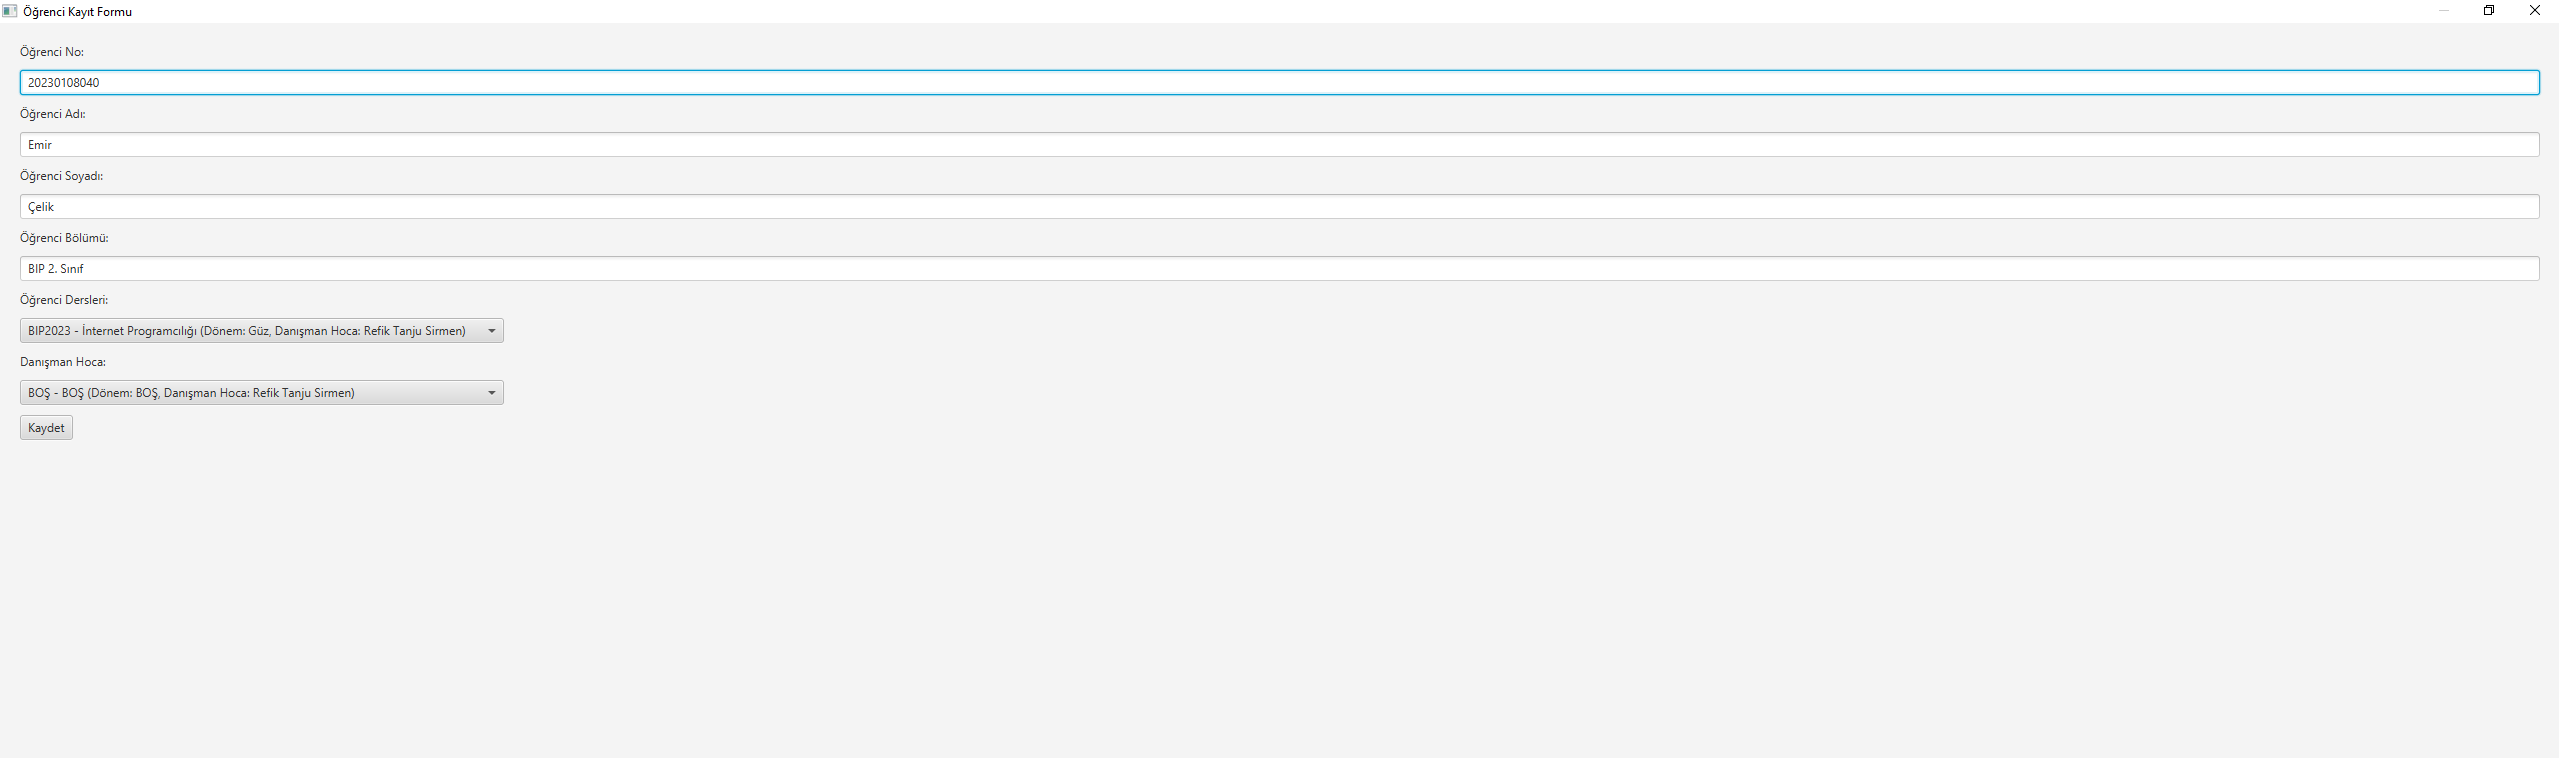 Öğrenci Kayıt Formu
Öğrenci No:
20230108040
Öğrenci Adı:
Emir
Öğrenci Soyadı:
Çelik
Öğrenci Bölümü:
BIP 2. Sınıf
Öğrenci Dersleri:
BIP2023 - İnternet Programcılığı (Dönem: Güz, Danışman Hoca: Refik Tanju Sirmen)
Danışman Hoca:
BOŞ - BOŞ (Dönem: BOŞ, Danışman Hoca: Refik Tanju Sirmen)
Kaydet